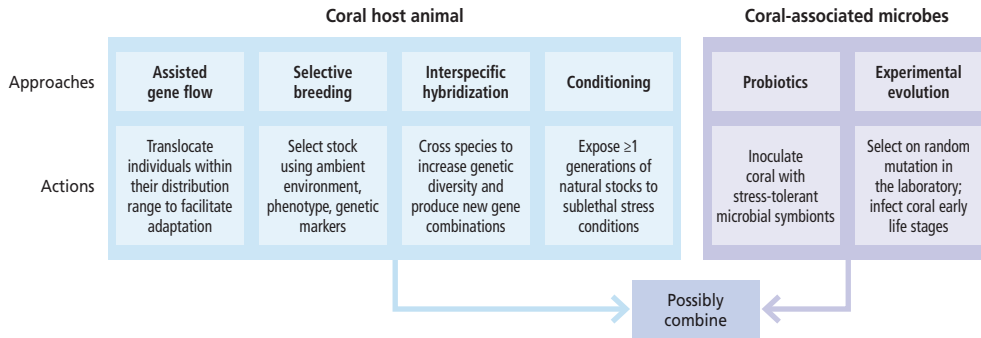 Coral host animal
Coral-associated microbes
Approaches
Assisted
gene flow
Selective
breeding
Interspecific
hybridization
Conditioning
Probiotics
Experimental
evolution
Actions
Translocate
individuals within
their distribution
range to facilitate
adaptation
Select stock
using ambient
environment,
phenotype, genetic
markers
Cross species to
increase genetic
diversity and
produce new gene
combinations
Expose ≥1
generations of
natural stocks to
sublethal stress
conditions
Inoculate
coral with
stress-tolerant
microbial symbionts
Select on random
mutation in
the laboratory;
infect coral early
life stages
Possibly
combine